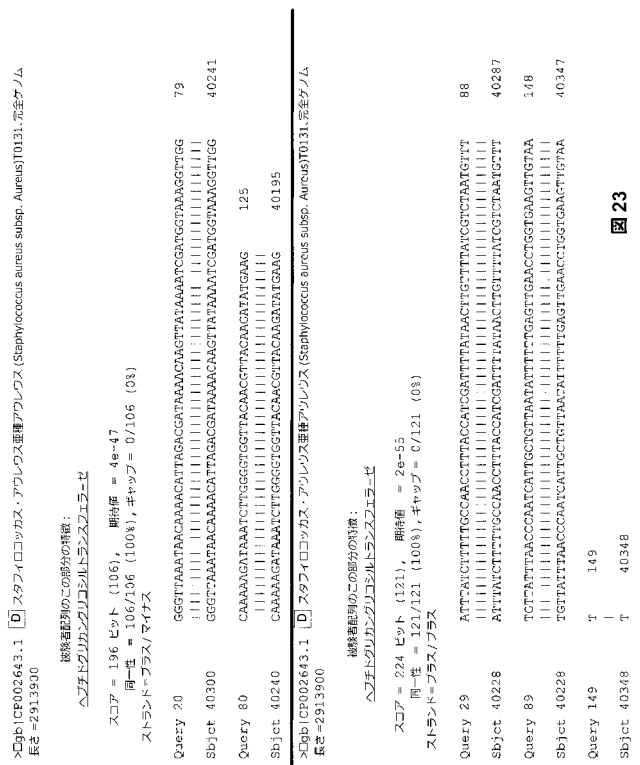 >□gb|CP002643.1 D スタフィロコッカス・アウレウス亜種アウレウス (Staphylococcus aureus subsp. Aureus)T0131、完全ゲノム
長さ=2913900
被験者配列のこの部分の特徴:
ペプチドグリカングリコシルトランスフェラーゼ
スコア = 196 ビット (106), 期待値 = 4e-47
同一性 = 106/106 (100%), ギャップ = 0/106 (0%)
ストランド=プラス/マイナス
Query 20 GGGTTAAATAACAAAACATTAGACGATAAAACAAGTTATAAAATCGATGGTAAAGGTTGG 79
Sbjct 40300 GGGTTAAATAACAAAACATTAGACGATAAAACAAGTTATAAAATCGATGGTAAAGGTTGG 40241
Query 80 CAAAAAGATAAATCTTGGGGTGGTTACAACGTTACAAGATATGAAG 125
Sbjct 40240 CAAAAAGATAAATCTTGGGGTGGTTACAACGTTACAAGATATGAAG 40195
>□gb|CP002643.1 D スタフィロコッカス・アウレウス亜種アウレウス (Staphylococcus aureus subsp. Aureus)T0131、完全ゲノム
長さ=2913900
被験者配列のこの部分の特徴:
ペプチドグリカングリコシルトランスフェラーゼ
スコア = 224 ビット (121), 期待値 = 2e-55
同一性 = 121/121 (100%), ギャップ = 0/121 (0%)
ストランド=プラス/プラス
Query 29 ATTTATCTTTTTGCCAACCTTTACCATCGATTTTATAACTTGTTTTATCGTCTAATGTTT 88
Sbjct 40228 ATTTATCTTTTTGCCAACCTTTACCATCGATTTTATAACTTGTTTTATCGTCTAATGTTT 40287
Query 89 TGTTATTTAACCCAATCATTGCTGTTAATATTTTTTGAGTTGAACCTGGTGAAGTTGTAA 148
Sbjct 40288 TGTTATTTAACCCAATCATTGCTGTTAATATTTTTTGAGTTGAACCTGGTGAAGTTGTAA 40347
Query 149 T 149
Sbjct 40348 T 40348
図 23